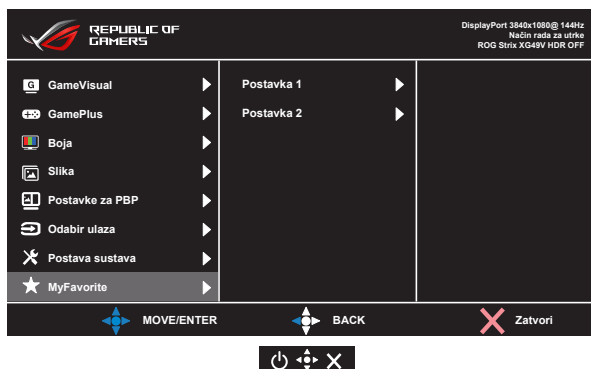 REPUBLIC OF
GAMERS
DisplayPort 3840x1080@ 144Hz
Način rada za utrke
ROG Strix XG49V HDR OFF
G GameVisual
GamePlus
Boja
Slika
Postavke za PBP
Odabir ulaza
Postava sustava
MyFavorite
Postavka 1
Postavka 2
MOVE/ENTER
BACK
Zatvori